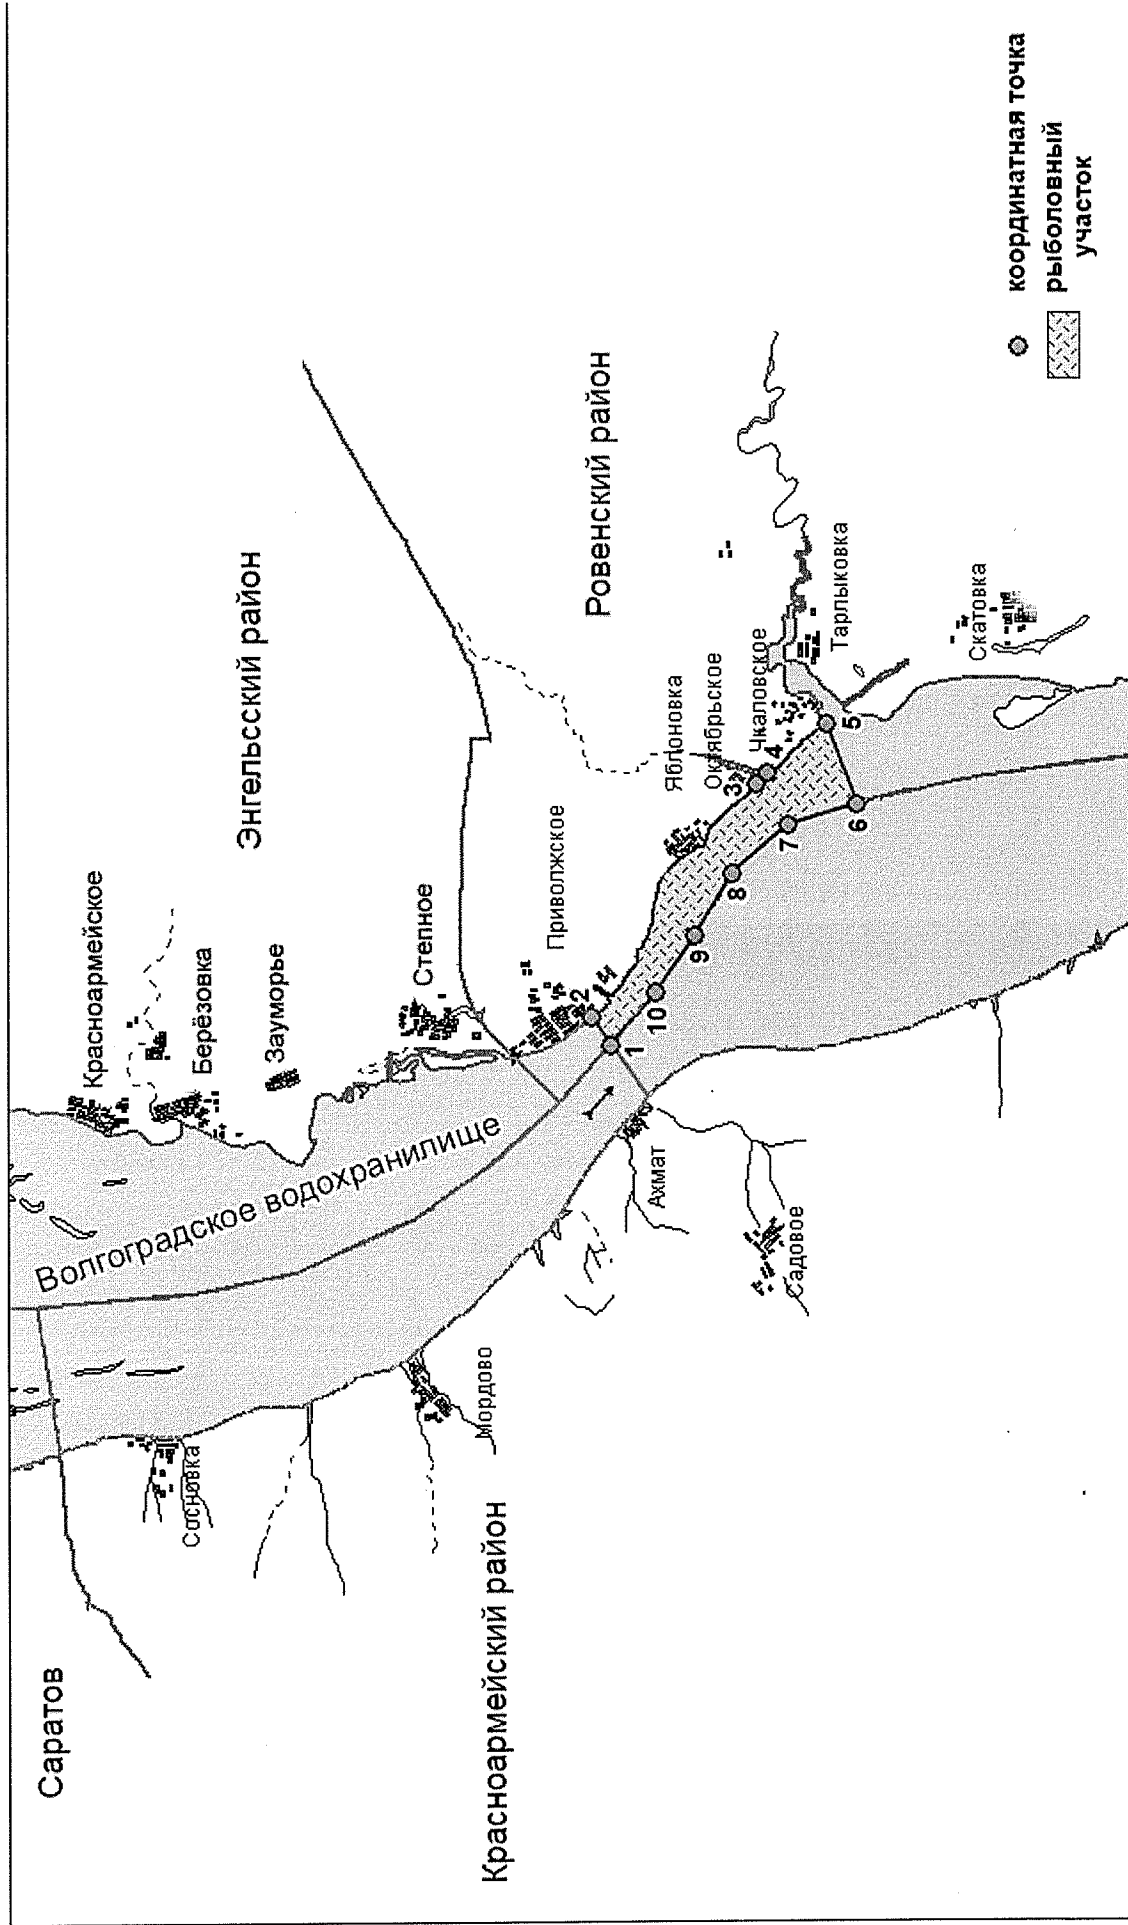 Саратов
Волгоградское водохранилище
Красноармейское
Берёзовка
Зауморье
Энгельсский район
Сосновка
Степное
Мордово
Красноармейский район
Приволжское
Ровенский район
2
14
1
10
9
8
7
6
3
4
5
Ахмат
Садовое
Яблоновка
Октябрьское
Чкаловское
Тарлыковка
Скатовка
координатная точка
рыболовный
участок